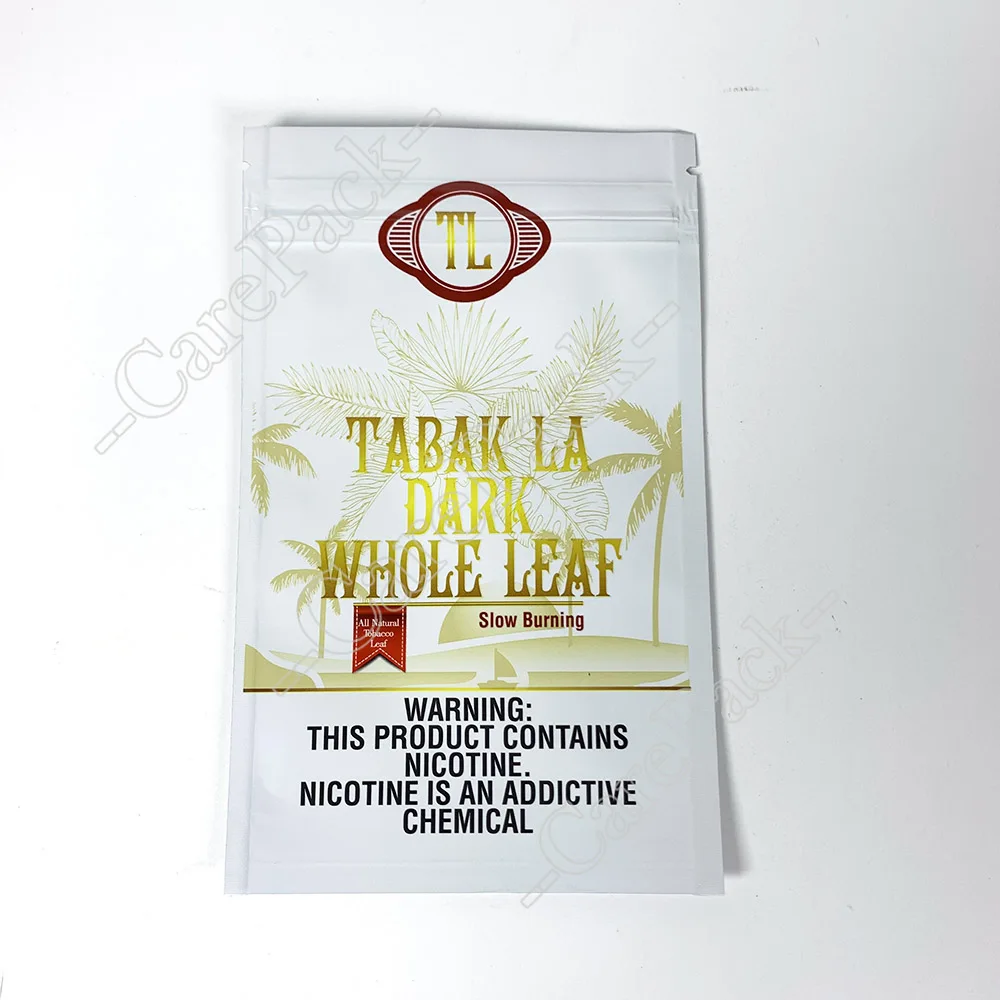 TL
TABAK LA
DARK
WHOLE LEAF
All Natural
Tobacco
Leaf
Slow Burning
WARNING:
THIS PRODUCT CONTAINS
NICOTINE.
NICOTINE IS AN ADDICTIVE
CHEMICAL
--CarePack--
--CarePack--
--CarePack--